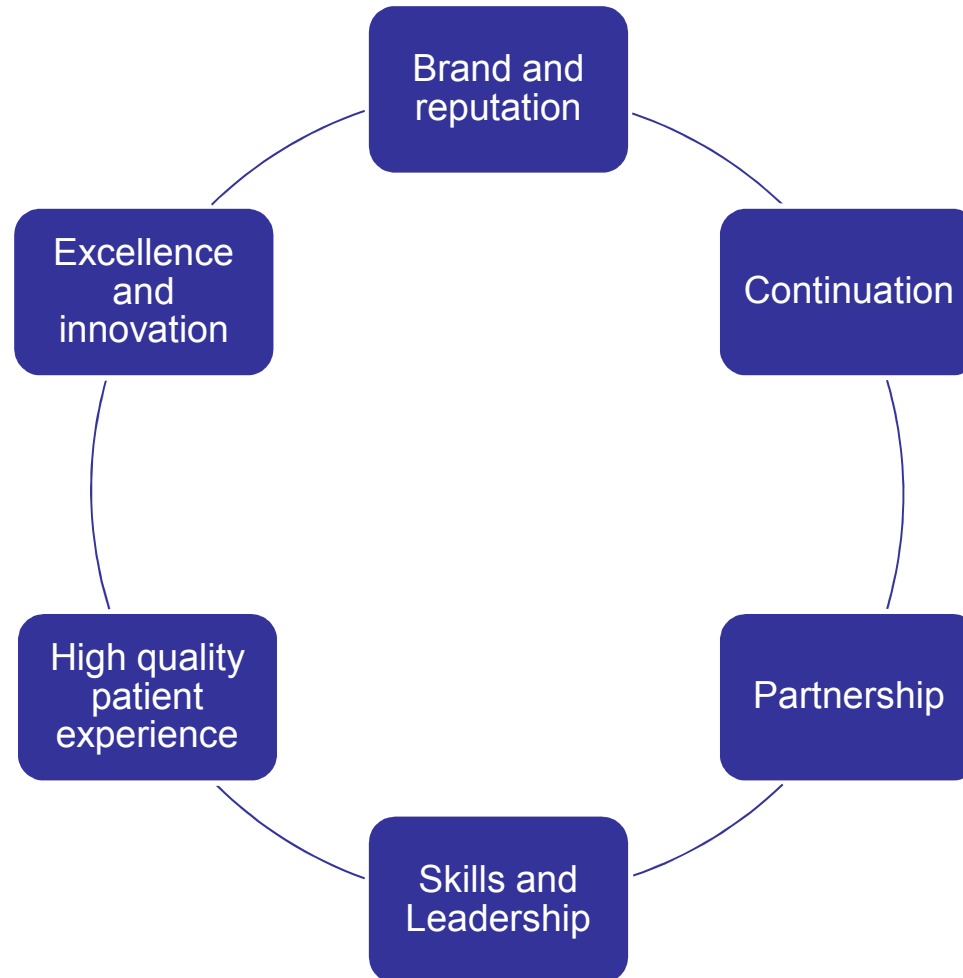 Brand and
reputation
Continuation
Partnership
Skills and
Leadership
High quality
patient
experience
Excellence
and
innovation